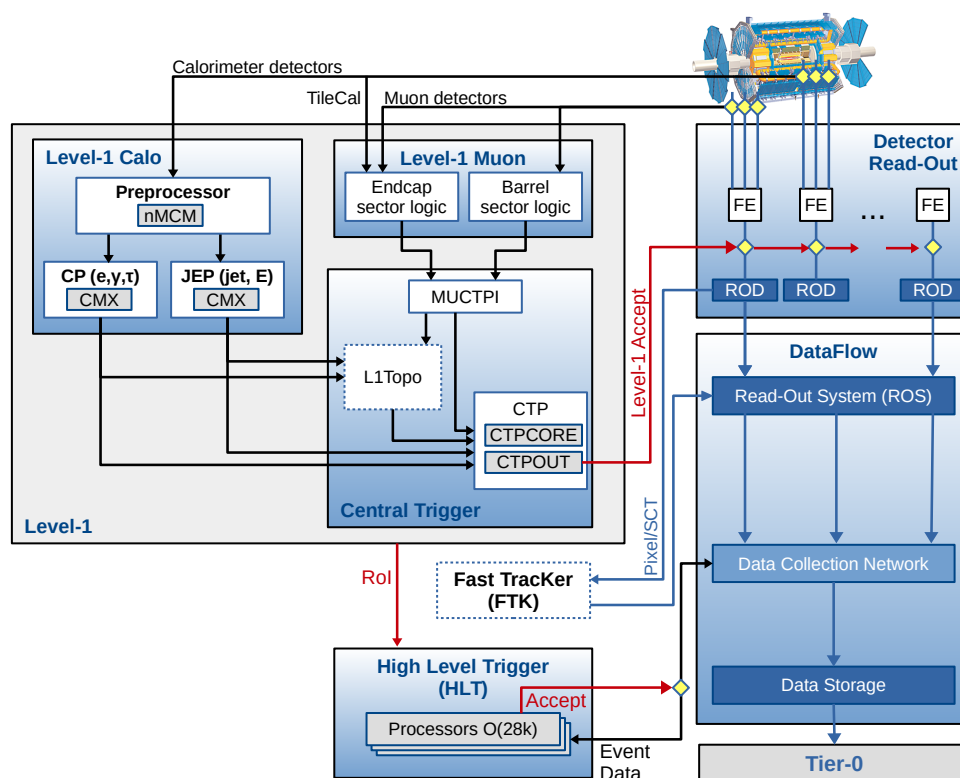 Calorimeter detectors
TileCal
Muon detectors
Level-1 Calo
Preprocessor
nMCM
CP (e,γ,τ)
CMX
JEP (jet, E)
CMX
Level-1 Muon
Endcap
sector logic
Barrel
sector logic
MUCTPI
L1Topo
CTP
CTPCORE
CTPOUT
Central Trigger
Level-1
Level-1 Accept
Detector
Read-Out
FE
FE
...
FE
ROD
ROD
ROD
DataFlow
Read-Out System (ROS)
Data Collection Network
Data Storage
Tier-0
Pixel/SCT
RoI
Fast TracKer
(FTK)
High Level Trigger
(HLT)
Accept
Processors O(28k)
Event
Data